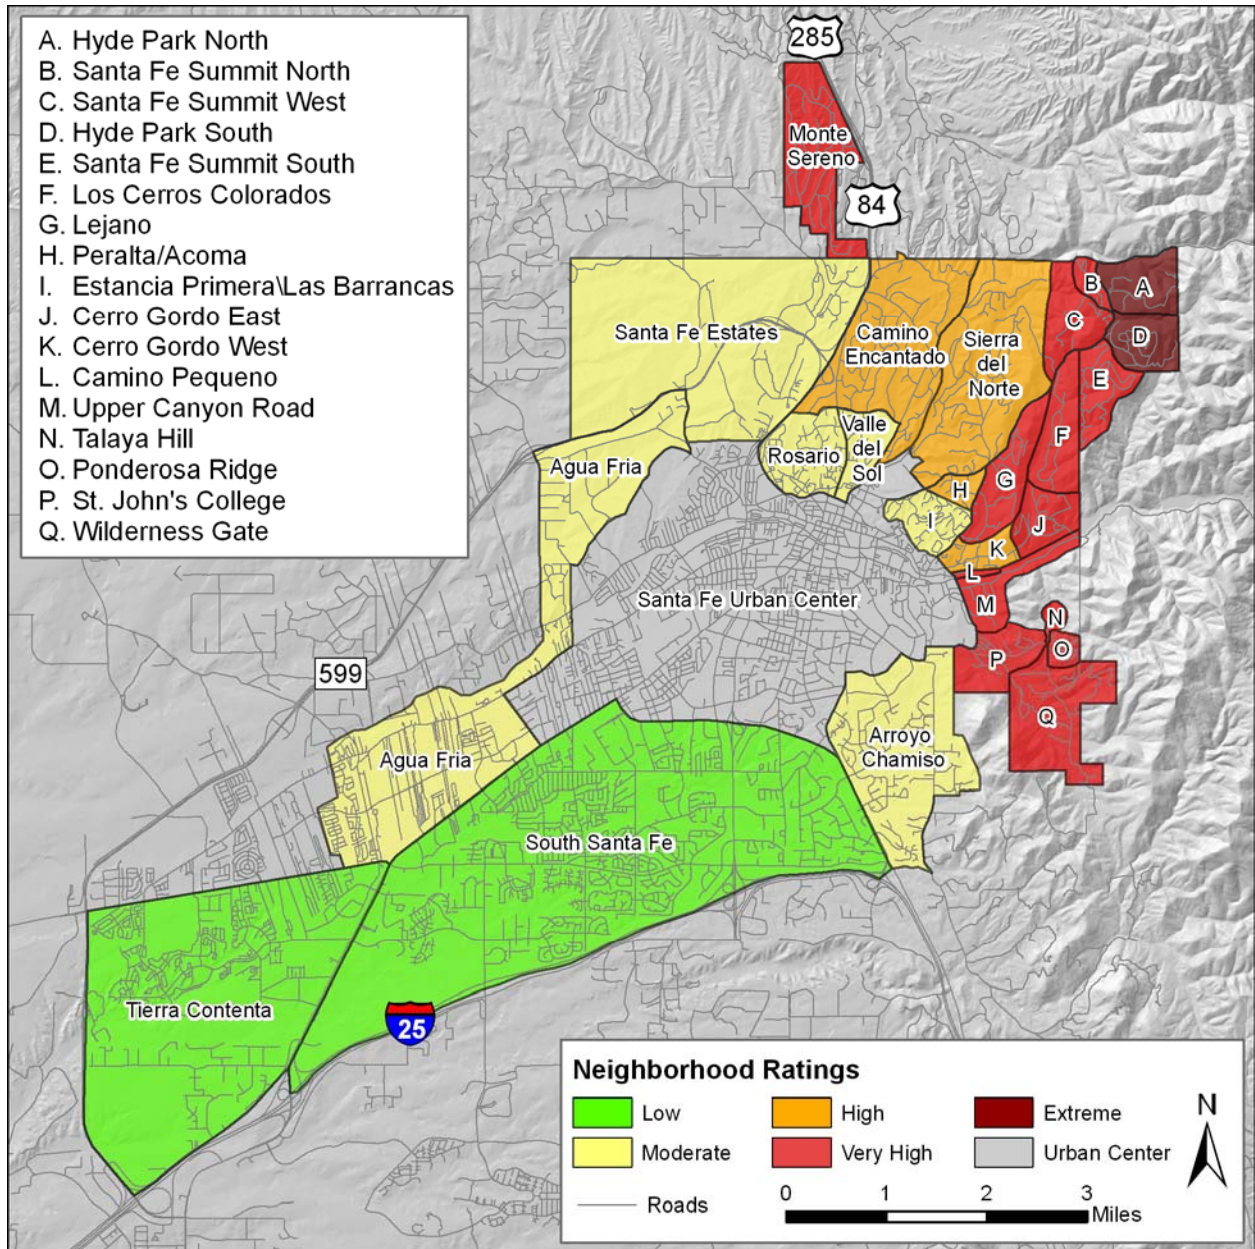 A. Hyde Park North
B. Santa Fe Summit North
C. Santa Fe Summit West
D. Hyde Park South
E. Santa Fe Summit South
F. Los Cerros Colorados
G. Lejano
H. Peralta/Acoma
I. Estancia Primera\Las Barrancas
J. Cerro Gordo East
K. Cerro Gordo West
L. Camino Pequeno
M. Upper Canyon Road
N. Talaya Hill
O. Ponderosa Ridge
P. St. John's College
Q. Wilderness Gate
285
Monte
Sereno
84
B
A
C
D
Santa Fe Estates
Camino
Encantado
Sierra
del
Norte
E
F
Agua Fria
Rosario
Valle
del
Sol
G
H
I
J
K
L
M
Santa Fe Urban Center
N
O
P
599
Q
Agua Fria
Arroyo
Chamiso
South Santa Fe
Tierra Contenta
25
Neighborhood Ratings
Low
High
Extreme
Moderate
Very High
Urban Center
Roads
0 1 2 3
Miles
N